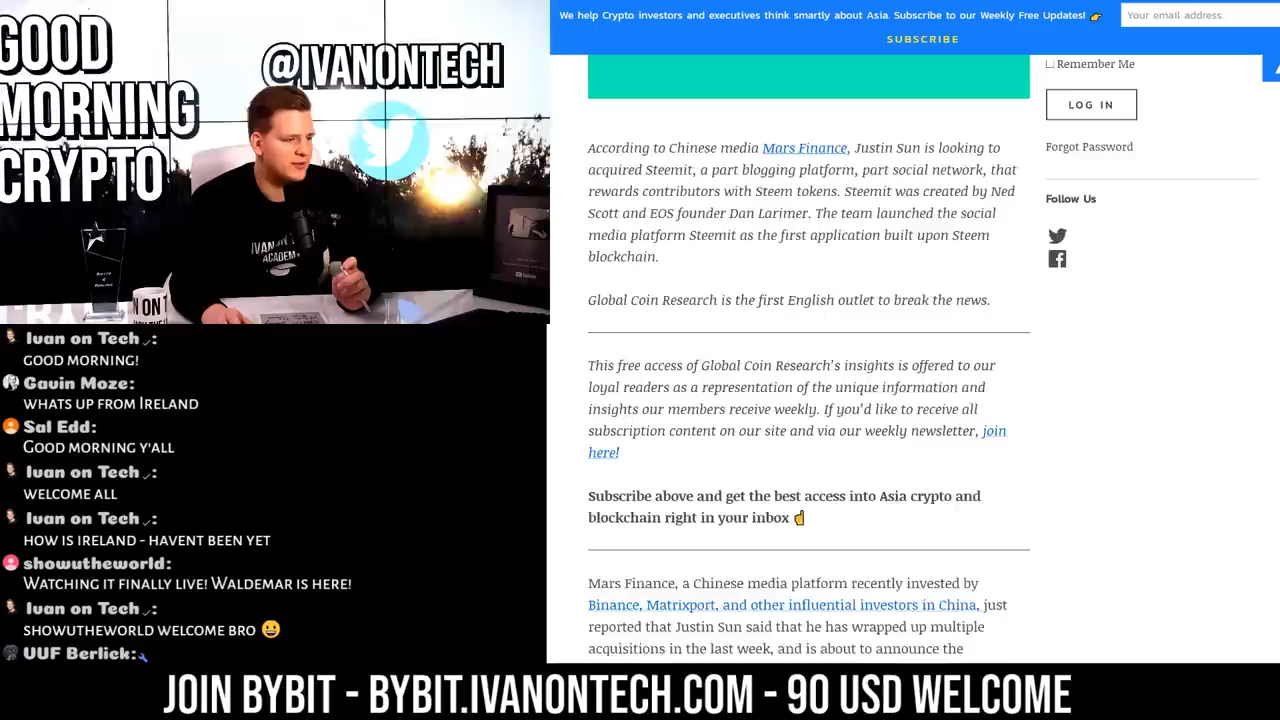 GOOD
MORNING
CRYPTO
@IVANONTECH
IVAN ON
ACADEMY
Ivan on Tech ✓:
GOOD MORNING!
Gavin Moze:
WHATS UP FROM IRELAND
Sal Edd:
GOOD MORNING Y'ALL
Ivan on Tech ✓:
WELCOME ALL
Ivan on Tech ✓:
HOW IS IRELAND - HAVENT BEEN YET
showutheworld:
WATCHING IT FINALLY LIVE! WALDEMAR IS HERE!
Ivan on Tech ✓:
SHOWUTHEWORLD WELCOME BRO 😀
UUF Berlick:
We help Crypto investors and executives think smartly about Asia. Subscribe to our Weekly Free Updates! 👉
Your email address.
SUBSCRIBE
According to Chinese media Mars Finance, Justin Sun is looking to
acquired Steemit, a part blogging platform, part social network, that
rewards contributors with Steem tokens. Steemit was created by Ned
Scott and EOS founder Dan Larimer. The team launched the social
media platform Steemit as the first application built upon Steem
blockchain.
Global Coin Research is the first English outlet to break the news.
This free access of Global Coin Research's insights is offered to our
loyal readers as a representation of the unique information and
insights our members receive weekly. If you'd like to receive all
subscription content on our site and via our weekly newsletter, join
here!
Subscribe above and get the best access into Asia crypto and
blockchain right in your inbox ☝
Mars Finance, a Chinese media platform recently invested by
Binance, Matrixport, and other influential investors in China, just
reported that Justin Sun said that he has wrapped up multiple
acquisitions in the last week, and is about to announce the
Remember Me
LOG IN
Forgot Password
Follow Us
JOIN BYBIT - BYBIT.IVANONTECH.COM - 90 USD WELCOME